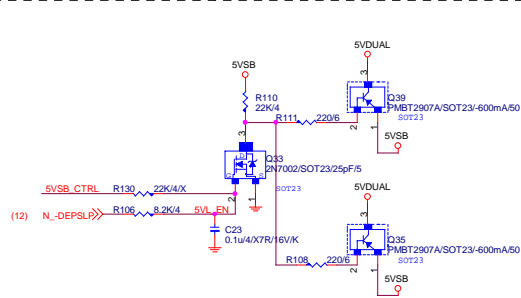 5VDUAL
5VSB
3
Q39
PMBT2907A/SOT23/-600mA/50
SOT23
R110
22K/4
R111
220/6
2
1
3
5VSB
Q33
2N7002/SOT23/25pF/5
D
G
S
SOT23
5VDUAL
5VSB_CTRL
R130
22K/4/X
2
1
3
(12)
N_-DEPSLP
R106
8.2K/4
5VL_EN
Q35
PMBT2907A/SOT23/-600mA/50
SOT23
C23
0.1u/4/X7R/16V/K
R108
220/6
2
1
5VSB